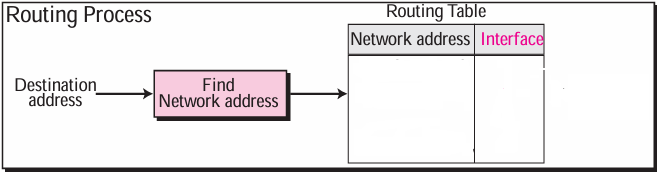 Routing Process
Routing Table
Network address
Interface
Destination
address
Find
Network address